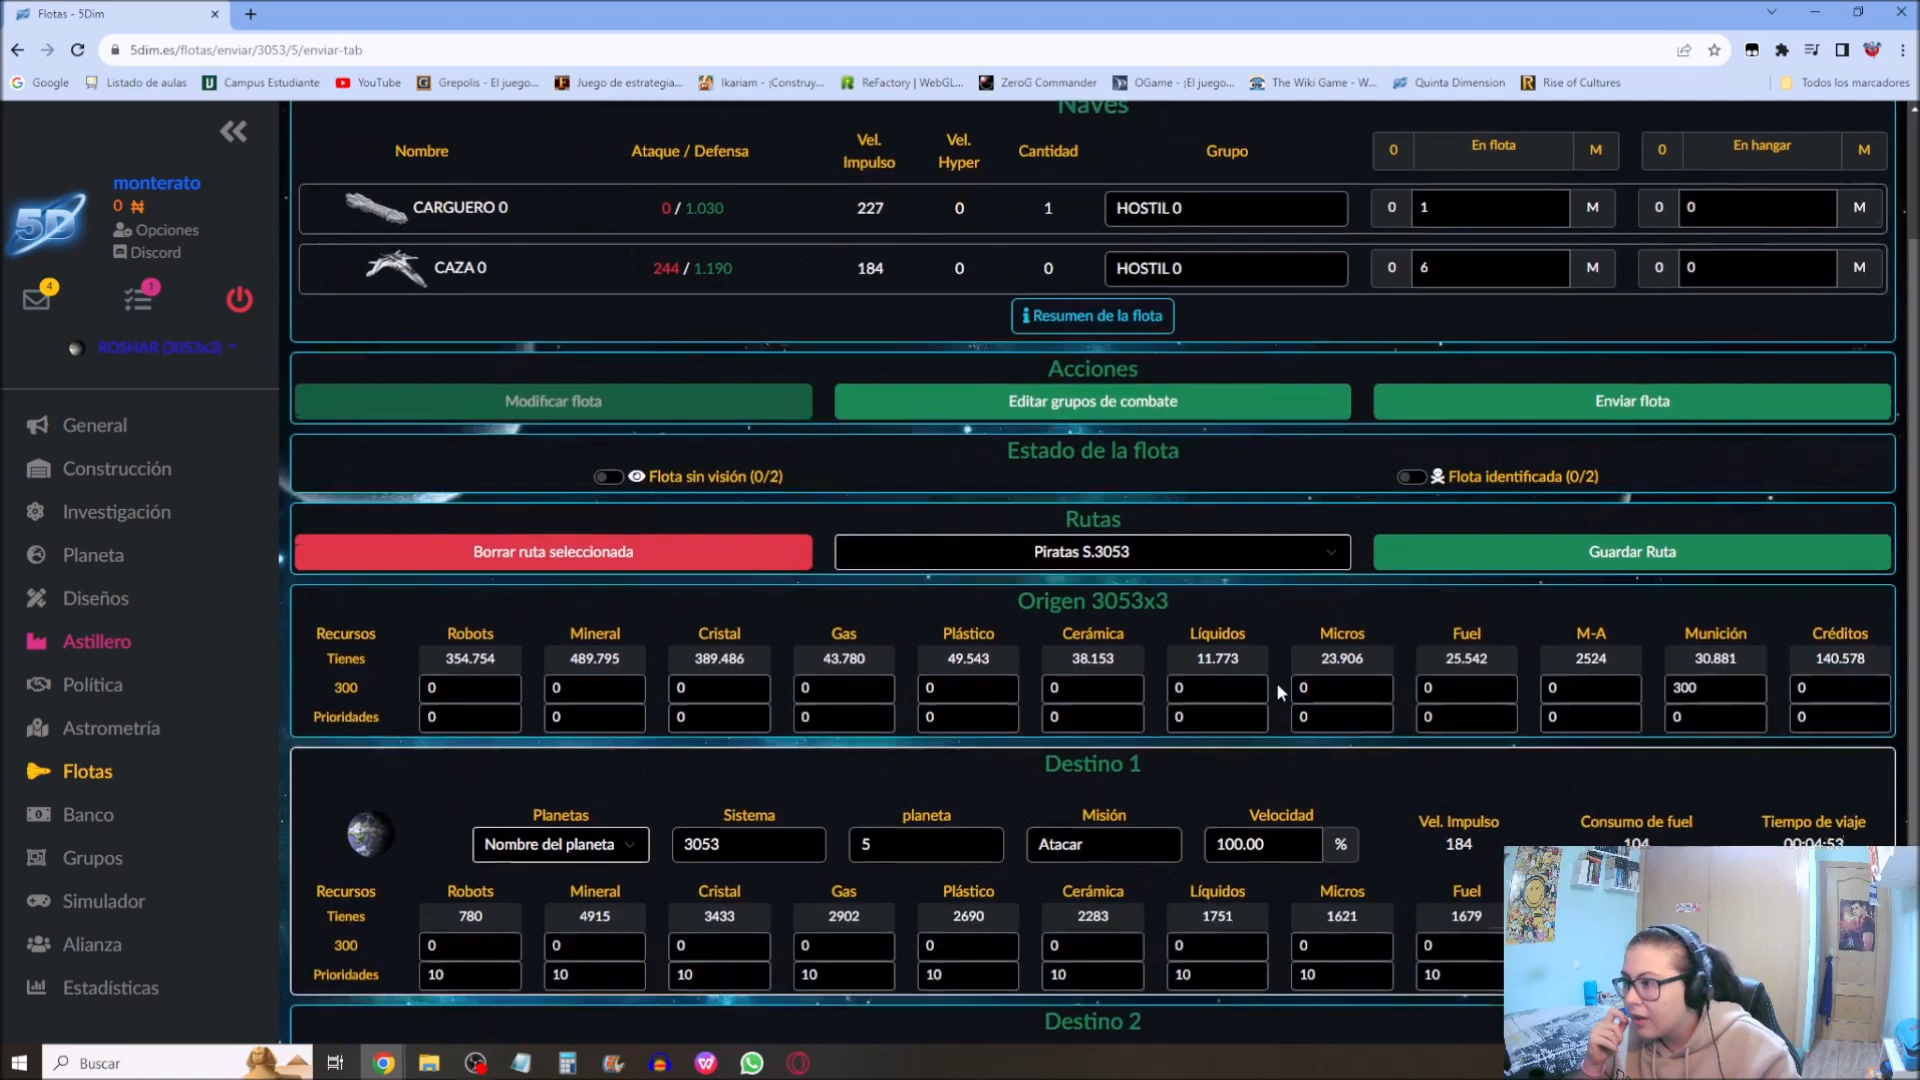 Flotas - 5Dim
5dim.es/flotas/enviar/3053/5/enviar-tab
Google Listado de aulas Campus Estudiante YouTube Grepolis - El juego... Juego de estrategia... Ikariam - ¡Construy... ReFactory | WebGL... ZeroG Commander OGame - ¡El juego... The Wiki Game - W... Quinta Dimension Rise of Cultures Todos los marcadores
5D
monterato
0
Opciones
Discord
4 1
ROSHAR (3053x3)
General
Construcción
Investigación
Planeta
Diseños
Astillero
Política
Astrometría
Flotas
Banco
Grupos
Simulador
Alianza
Estadísticas
Naves
Nombre Ataque / Defensa Vel. Impulso Vel. Hyper Cantidad Grupo 0 En flota M 0 En hangar M
CARGUERO 0 0 / 1.030 227 0 1 HOSTIL 0 0 1 M 0 0 M
CAZA 0 244 / 1.190 184 0 0 HOSTIL 0 0 6 M 0 0 M
Resumen de la flota
Acciones
Modificar flota Editar grupos de combate Enviar flota
Estado de la flota
Flota sin visión (0/2) Flota identificada (0/2)
Rutas
Borrar ruta seleccionada Piratas S.3053 Guardar Ruta
Origen 3053x3
Recursos Robots Mineral Cristal Gas Plástico Cerámica Líquidos Micros Fuel M-A Munición Créditos
Tienes 354.754 489.795 389.486 43.780 49.543 38.153 11.773 23.906 25.542 2524 30.881 140.578
300 0 0 0 0 0 0 0 0 0 0 300 0
Prioridades 0 0 0 0 0 0 0 0 0 0 0 0
Destino 1
Planetas Sistema planeta Misión Velocidad Vel. Impulso Consumo de fuel Tiempo de viaje
Nombre del planeta 3053 5 Atacar 100.00 % 184 104 00:04:53
Recursos Robots Mineral Cristal Gas Plástico Cerámica Líquidos Micros Fuel
Tienes 780 4915 3433 2902 2690 2283 1751 1621 1679
300 0 0 0 0 0 0 0 0 0
Prioridades 10 10 10 10 10 10 10 10 10
Destino 2
Buscar